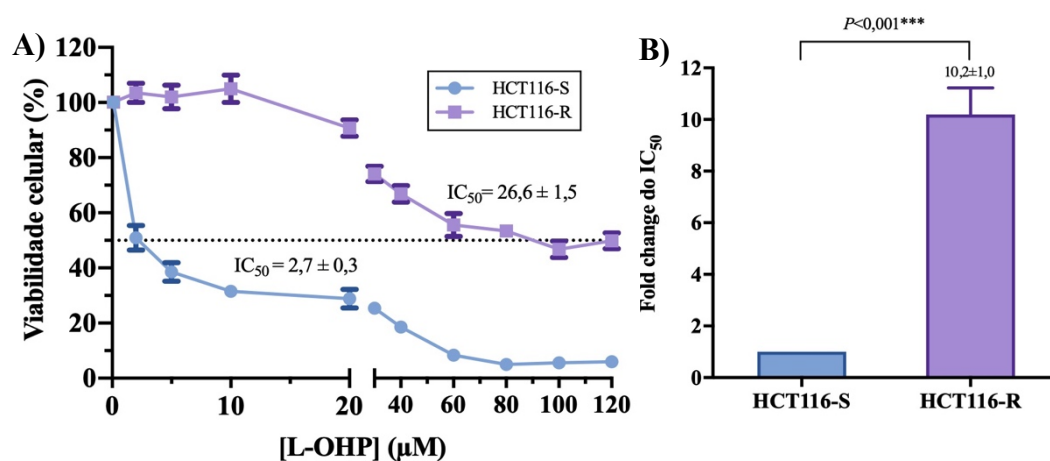 A)
120
100
80
60
40
20
0
Viabilidade celular (%)
HCT116-S
HCT116-R
IC50= 26,6 ± 1,5
IC50 = 2,7 ± 0,3
0
10
20
40
60
80
100
120
[L-OHP] (µM)
B)
P<0,001***
10,2±1,0
12
10
8
6
4
2
0
Fold change do IC50
HCT116-S
HCT116-R